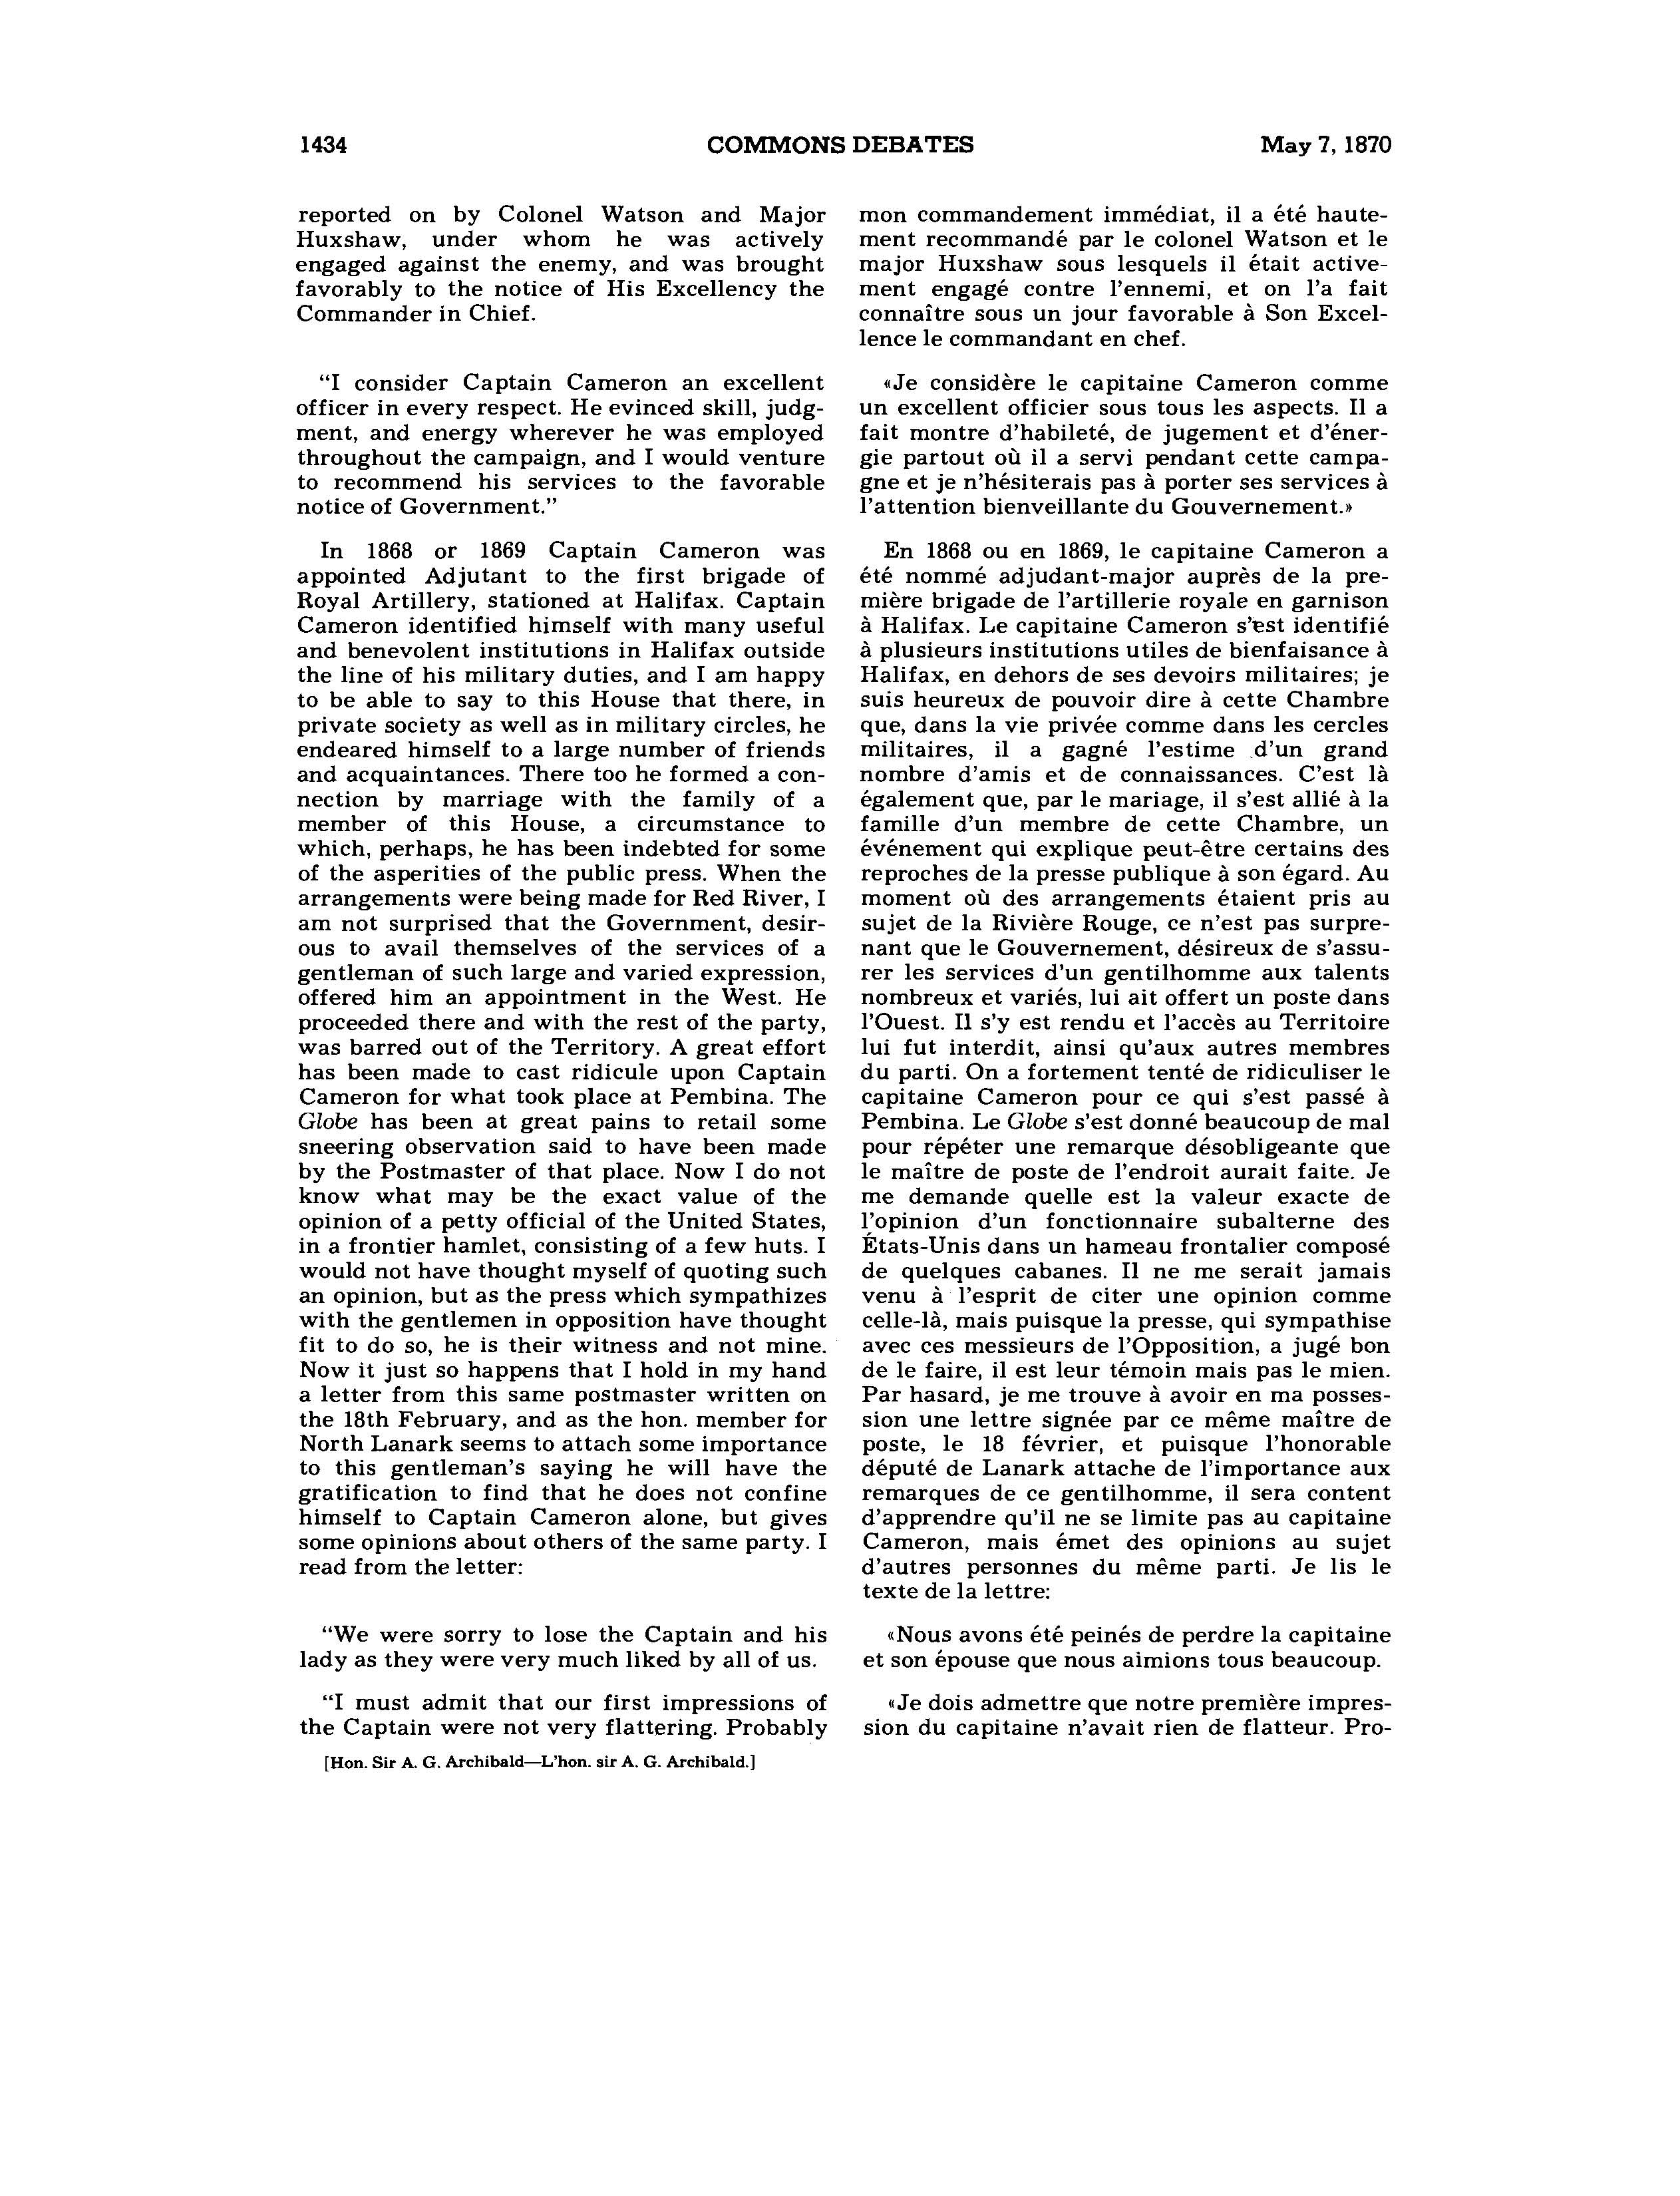 1434 COMMONS DEBATES May 7, 1870
reported on by Colonel Watson and Major
Huxshaw, under whom he was actively
engaged against the enemy, and was brought
favorably to the notice of His Excellency the
Commander in Chief.
“I consider Captain Cameron an excellent
officer in every respect. He evinced skill, judg-
ment, and energy wherever he was employed
throughout the campaign, and I would venture
to recommend his services to the favorable
notice of Government.”
In 1868 or 1869 Captain Cameron was
appointed Adjutant to the first brigade of
Royal Artillery, stationed at Halifax. Captain
Cameron identified himself with many useful
and benevolent institutions in Halifax outside
the line of his military duties, and I am happy
to be able to say to this House that there, in
private society as well as in military circles, he
endeared himself to a large number of friends
and acquaintances. There too he formed a con-
nection by marriage with the family of a
member of this House, a circumstance to
which, perhaps, he has been indebted for some
of the asperities of the public press. When the
arrangements were being made for Red River, I
am not surprised that the Government, desir-
ous to avail themselves of the services of a
gentleman of such large and varied expression,
offered him an appointment in the West. He
proceeded there and with the rest of the party,
was barred out of the Territory. A great effort
has been made to cast ridicule upon Captain
Cameron for what took place at Pembina. The
Globe has been at great pains to retail some
sneering observation said to have been made
by the Postmaster of that place. Now I do not
know what may be the exact value of the
opinion of a petty official of the United States,
in a frontier hamlet, consisting of a few huts. I
would not have thought myself of quoting such
an opinion, but as the press which sympathizes
with the gentlemen in opposition have thought
fit to do so, he is their witness and not mine.
Now it just so happens that I hold in my hand
a letter from this same postmaster written on
the 18th February, and as the hon. member for
North Lanark seems to attach some importance
to this gentleman’s saying he will have the
gratification to find that he does not confine
himself to Captain Cameron alone, but gives
some opinions about others of the same party. I
read from the letter:
“We were sorry to lose the Captain and his
lady as they were very much liked by all of us.
“I must admit that our first impressions of
the Captain were not very flattering. Probably
mon commandement immédiat, il a été haute-
ment recommandé par le colonel Watson et le
major Huxshaw sous lesquels il était active-
ment engagé contre l’ennemi, et on l’a fait
connaître sous un jour favorable à Son Excel-
lence le commandant en chef.
«Je considère le capitaine Cameron comme
un excellent officier sous tous les aspects. Il a
fait montre d’habileté, de jugement et d’éner-
gie partout où il a servi pendant cette campa-
gne et je n’hésiterais pas à porter ses services à
l’attention bienveillante du Gouvernement.»
En 1868 ou en 1869, le capitaine Cameron a
été nommé adjudant-major auprès de la pre-
mière brigade de l’artillerie royale en garnison
à Halifax. Le capitaine Cameron s’est identifié
à plusieurs institutions utiles de bienfaisance à
Halifax, en dehors de ses devoirs militaires; je
suis heureux de pouvoir dire à cette Chambre
que, dans la vie privée comme dans les cercles
militaires, il a gagné l’estime d’un grand
nombre d’amis et de connaissances. C’est là
également que, par le mariage, il s’est allié à la
famille d’un membre de cette Chambre, un
événement qui explique peut-être certains des
reproches de la presse publique à son égard. Au
moment où des arrangements étaient pris au
sujet de la Rivière Rouge, ce n’est pas surpre-
nant que le Gouvernement, désireux de s’assu-
rer les services d’un gentilhomme aux talents
nombreux et variés, lui ait offert un poste dans
l’Ouest. Il s’y est rendu et l’accès au Territoire
lui fut interdit, ainsi qu’aux autres membres
du parti. On a fortement tenté de ridiculiser le
capitaine Cameron pour ce qui s’est passé à
Pembina. Le Globe s’est donné beaucoup de mal
pour répéter une remarque désobligeante que
le maître de poste de l’endroit aurait faite. Je
me demande quelle est la valeur exacte de
l’opinion d’un fonctionnaire subalterne des
États-Unis dans un hameau frontalier composé
de quelques cabanes. Il ne me serait jamais
venu à l’esprit de citer une opinion comme
celle-là, mais puisque la presse, qui sympathise
avec ces messieurs de l’Opposition, a jugé bon
de le faire, il est leur témoin mais pas le mien.
Par hasard, je me trouve à avoir en ma posses-
sion une lettre signée par ce même maître de
poste, le 18 février, et puisque l’honorable
député de Lanark attache de l’importance aux
remarques de ce gentilhomme, il sera content
d’apprendre qu’il ne se limite pas au capitaine
Cameron, mais émet des opinions au sujet
d’autres personnes du même parti. Je lis le
texte de la lettre:
«Nous avons été peinés de perdre la capitaine
et son épouse que nous aimions tous beaucoup.
«Je dois admettre que notre première impres-
sion du capitaine n’avait rien de flatteur. Pro-
[Hon. Sir A. G. Archibald—L’hon. sir A. G. Archibald.]